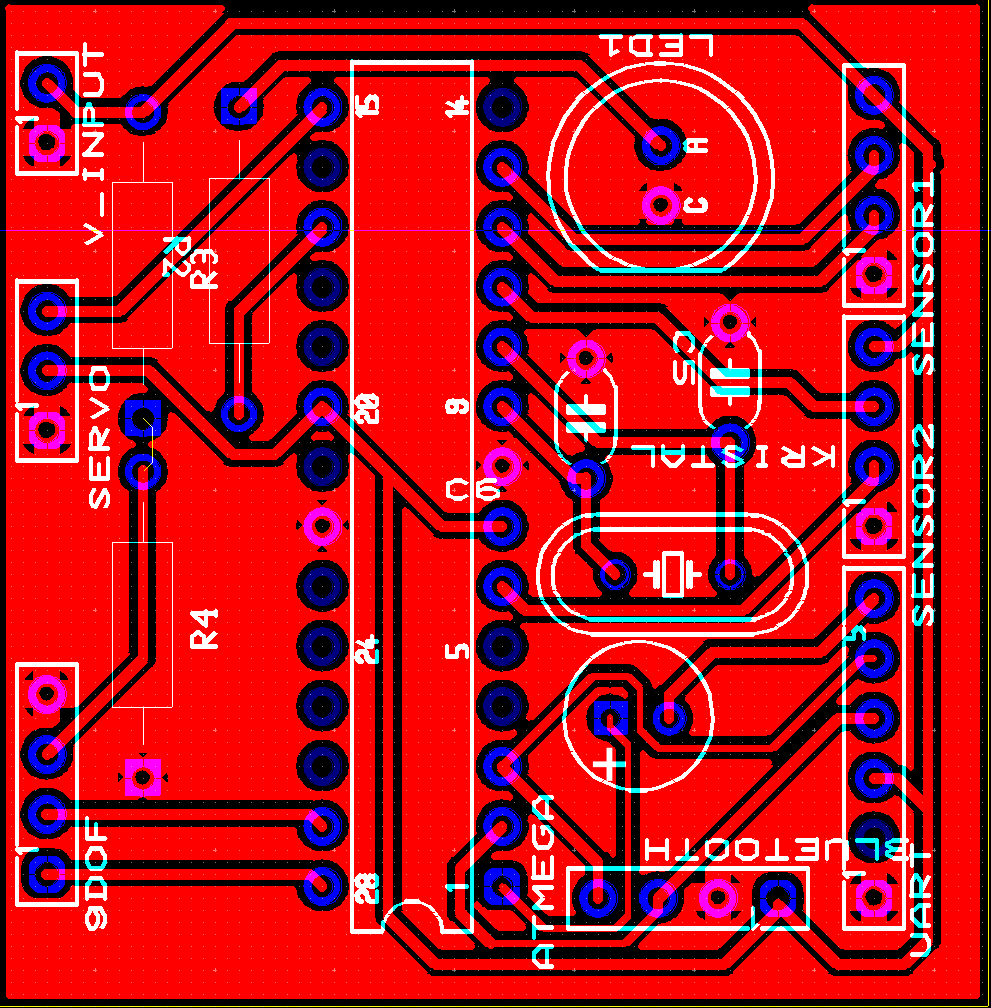 LED1
V_INPUT
1
15
14
A
C
SENSOR1
1
R2
R3
SERVO
1
20
9
C5
C6
KRISTAL
SENSOR2
1
R4
24
5
5
+
ATMEGA
BLUETOOTH
9DOF
1
28
1
1
UART
1